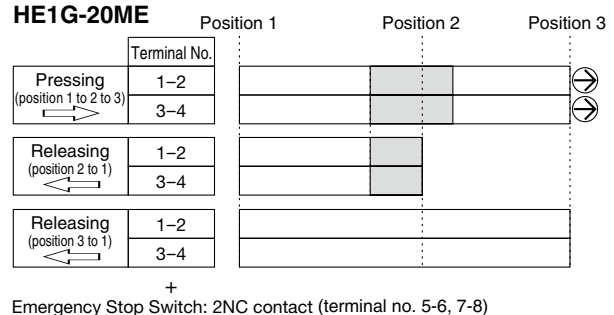 HE1G-20ME
Position 1 Position 2 Position 3
Terminal No.
Pressing
(position 1 to 2 to 3)
1–2
3–4
Releasing
(position 2 to 1)
1–2
3–4
Releasing
(position 3 to 1)
1–2
3–4
+
Emergency Stop Switch: 2NC contact (terminal no. 5-6, 7-8)